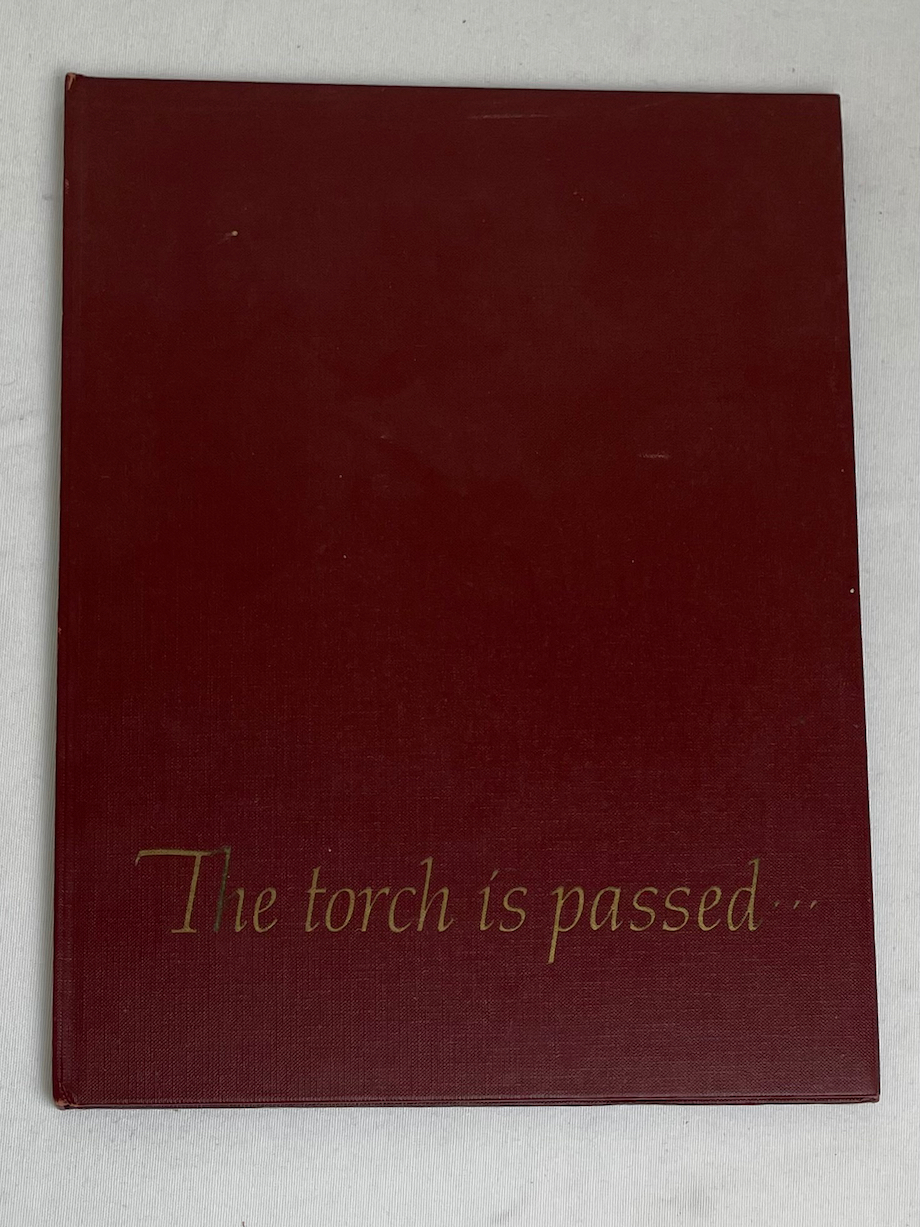 The torch is passed...